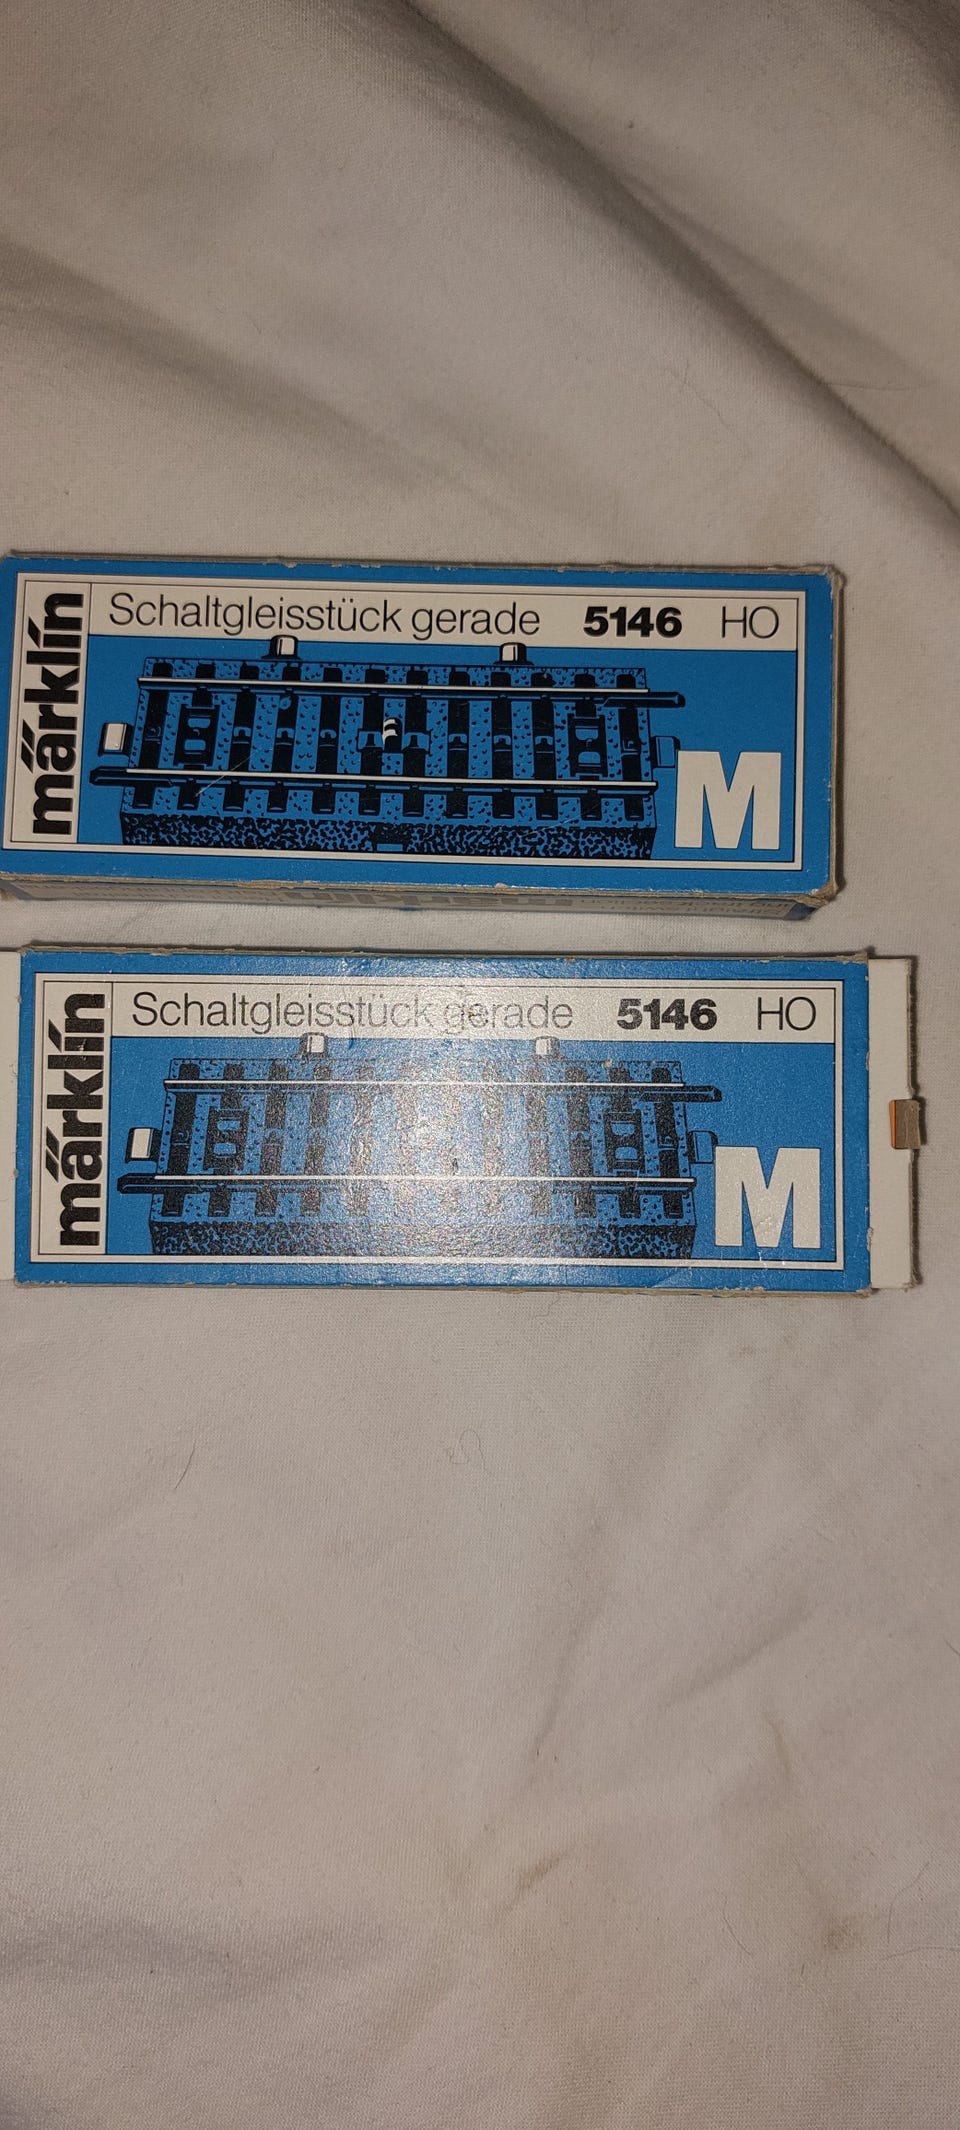 märklin
Schaltgleisstück gerade 5146 HO
M
märklin
Schaltgleisstück gerade 5146 HO
M